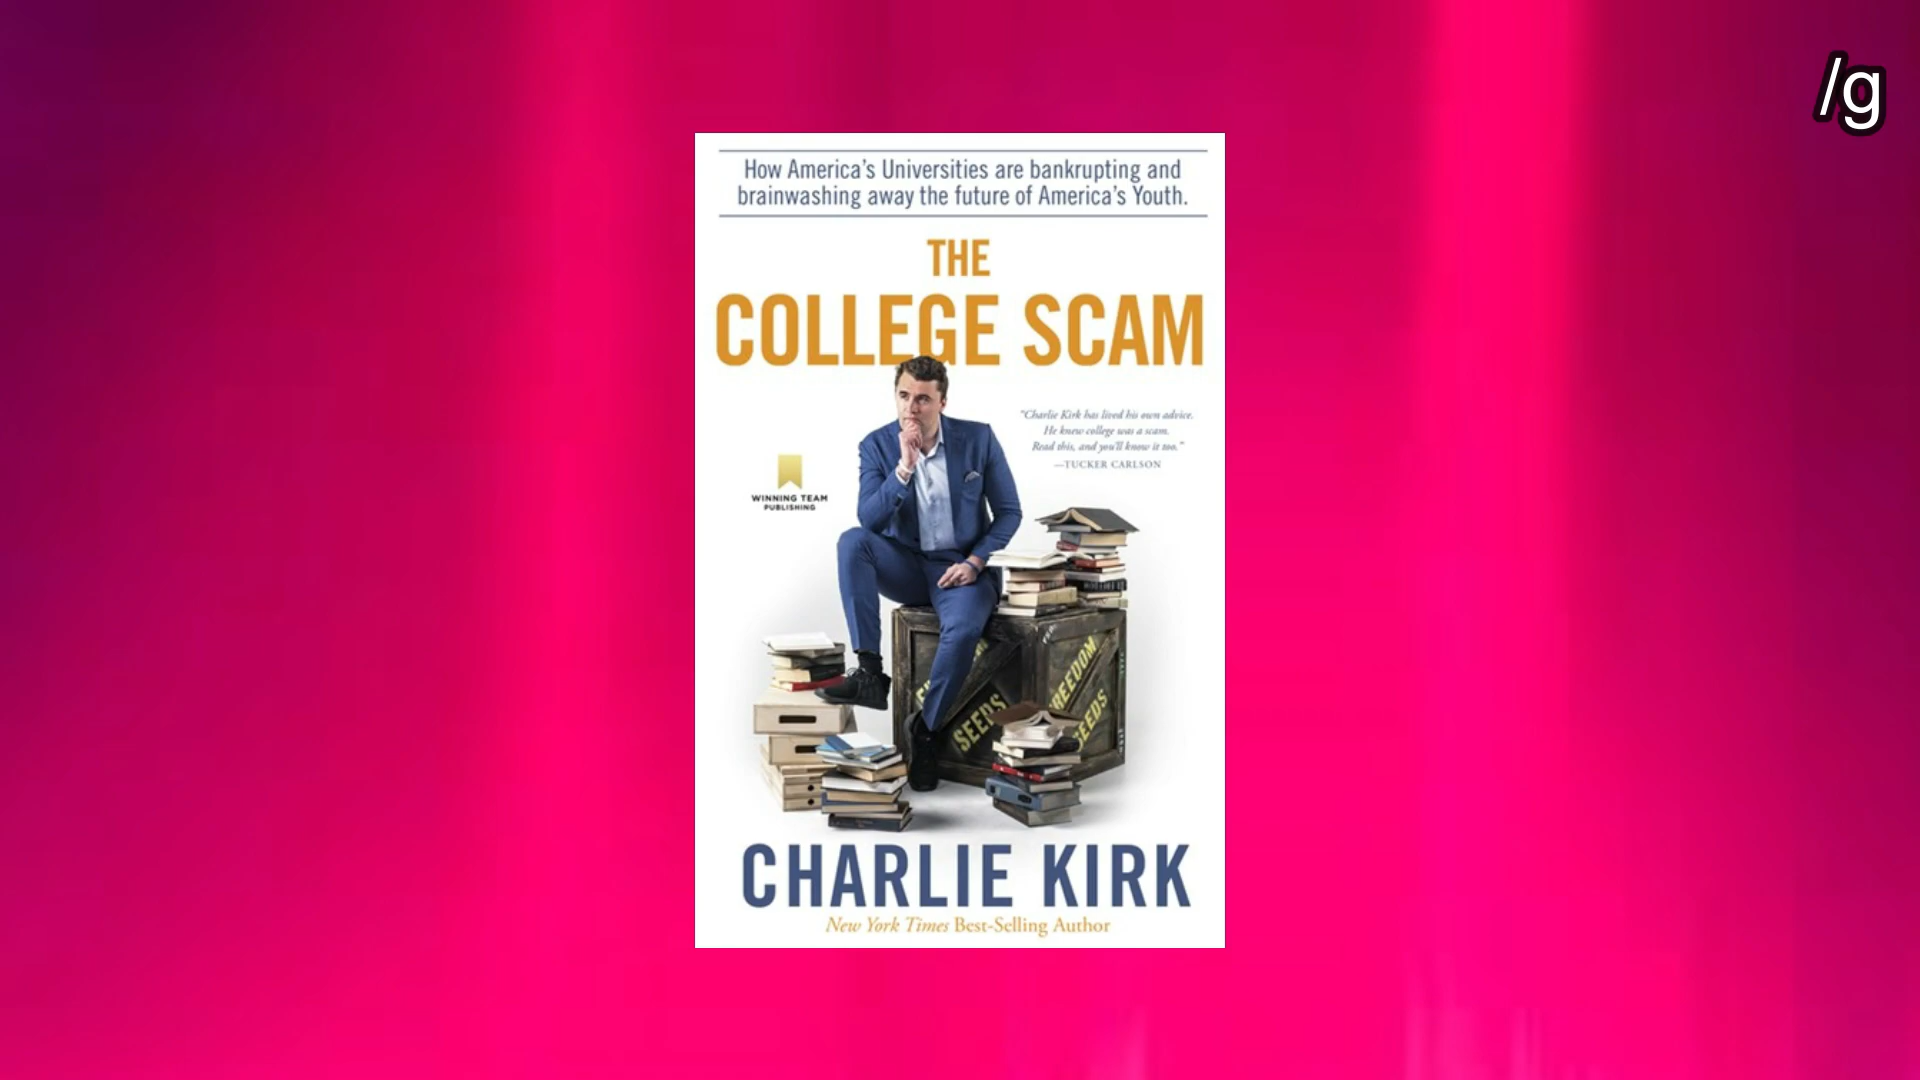 /g
How America's Universities are bankrupting and
brainwashing away the future of America's Youth.
THE
COLLEGE SCAM
"Charlie Kirk has lived his own advice.
He knew college was a scam.
Read this, and you'll know it too."
—TUCKER CARLSON
WINNING TEAM
PUBLISHING
SEEDS
FREEDOM
SEEDS
CHARLIE KIRK
New York Times Best-Selling Author